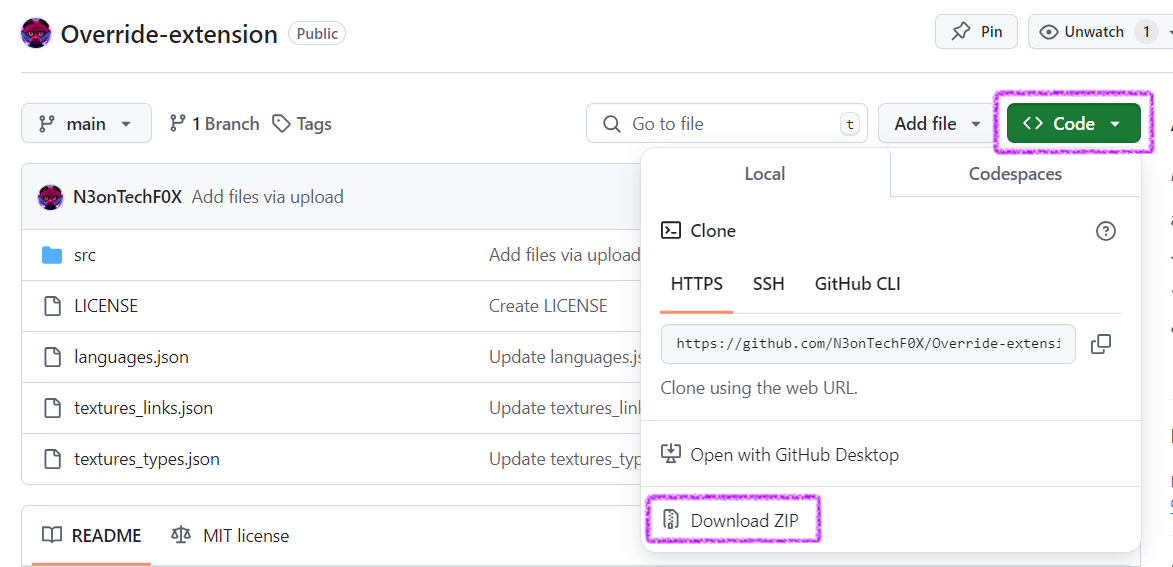 Override-extension Public Pin Unwatch 1
main 1 Branch Tags Go to file t Add file Code
Local Codespaces
N3onTechF0X Add files via upload
Clone
src Add files via upload
HTTPS SSH GitHub CLI
LICENSE Create LICENSE
https://github.com/N3onTechF0X/Override-extensi
languages.json Update languages.js
Clone using the web URL.
textures_links.json Update textures_link
Open with GitHub Desktop
textures_types.json Update textures_typ
Download ZIP
README MIT license